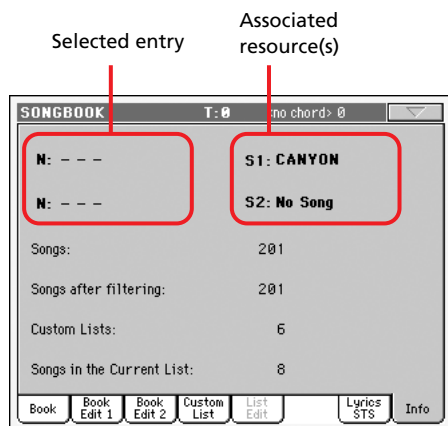 Selected entry
Associated
resource(s)
SONGBOOK T:0 <no chord> 0
N: – – – S1: CANYON
N: – – – S2: No Song
Songs: 201
Songs after filtering: 201
Custom Lists: 6
Songs in the Current List: 8
Book Book Edit 1 Book Edit 2 Custom List List Edit Lyrics STS Info